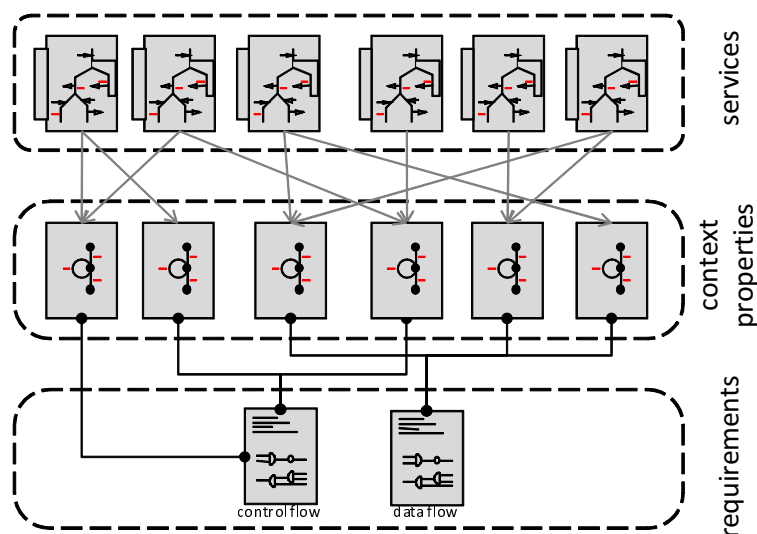 services
context
properties
requirements
control flow
data flow